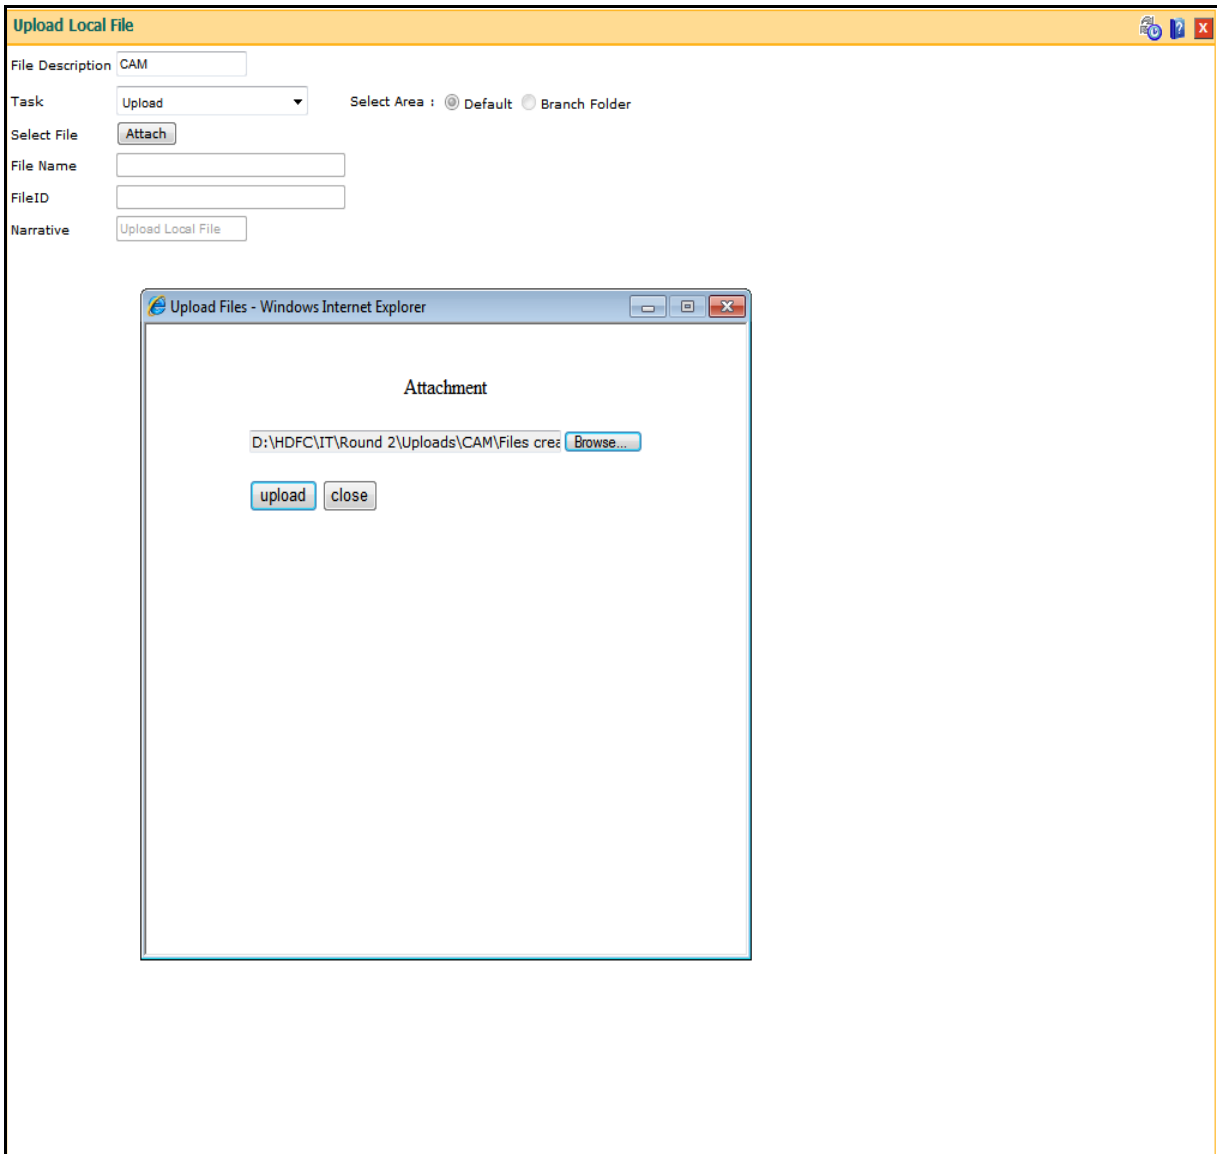 Upload Local File
File Description CAM
Task Upload Select Area : Default Branch Folder
Select File Attach
File Name
FileID
Narrative Upload Local File
Upload Files - Windows Internet Explorer
Attachment
D:\HDFC\IT\Round 2\Uploads\CAM\Files crea Browse...
upload close